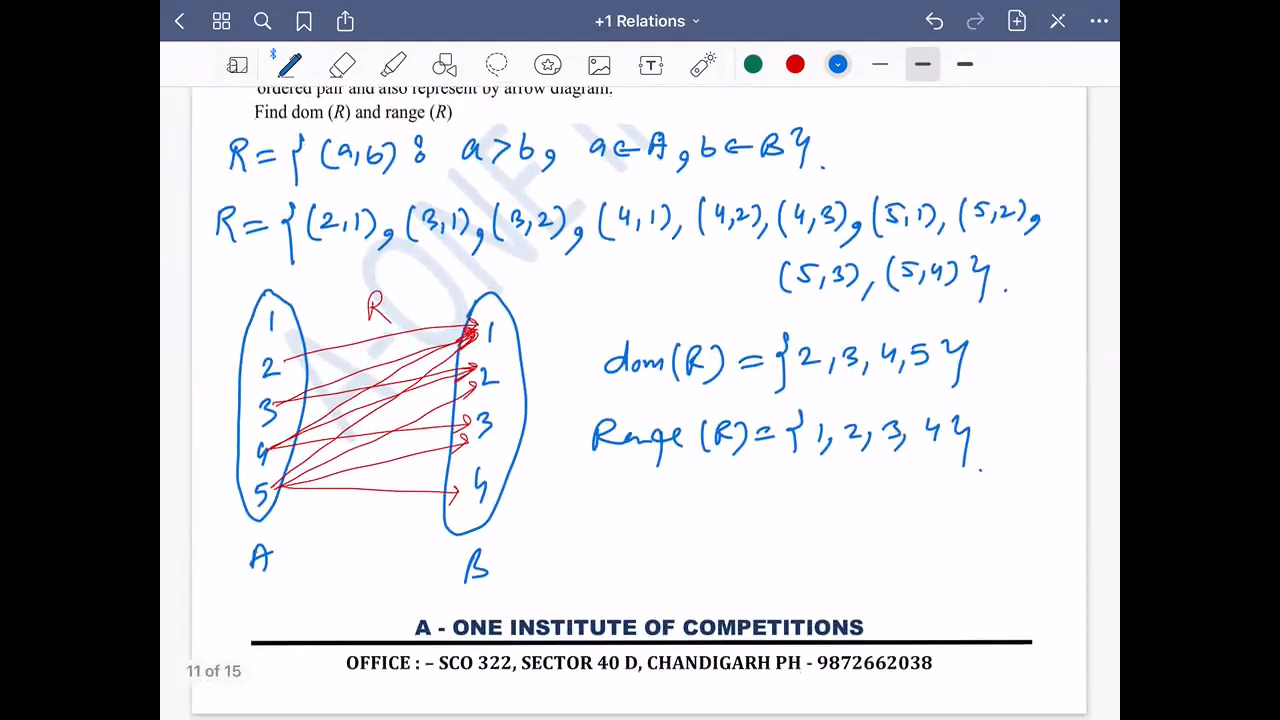 +1 Relations
ordered pair and also represent by arrow diagram.
Find dom (R) and range (R)
R = { (a,b) : a > b, a ∈ A, b ∈ B }.
R = { (2,1), (3,1), (3,2), (4,1), (4,2), (4,3), (5,1), (5,2),
(5,3), (5,4) }.
R
1
2
3
4
5
A
1
2
3
4
B
dom(R) = { 2, 3, 4, 5 }
Range (R) = { 1, 2, 3, 4 }.
A - ONE INSTITUTE OF COMPETITIONS
OFFICE : – SCO 322, SECTOR 40 D, CHANDIGARH PH - 9872662038
11 of 15